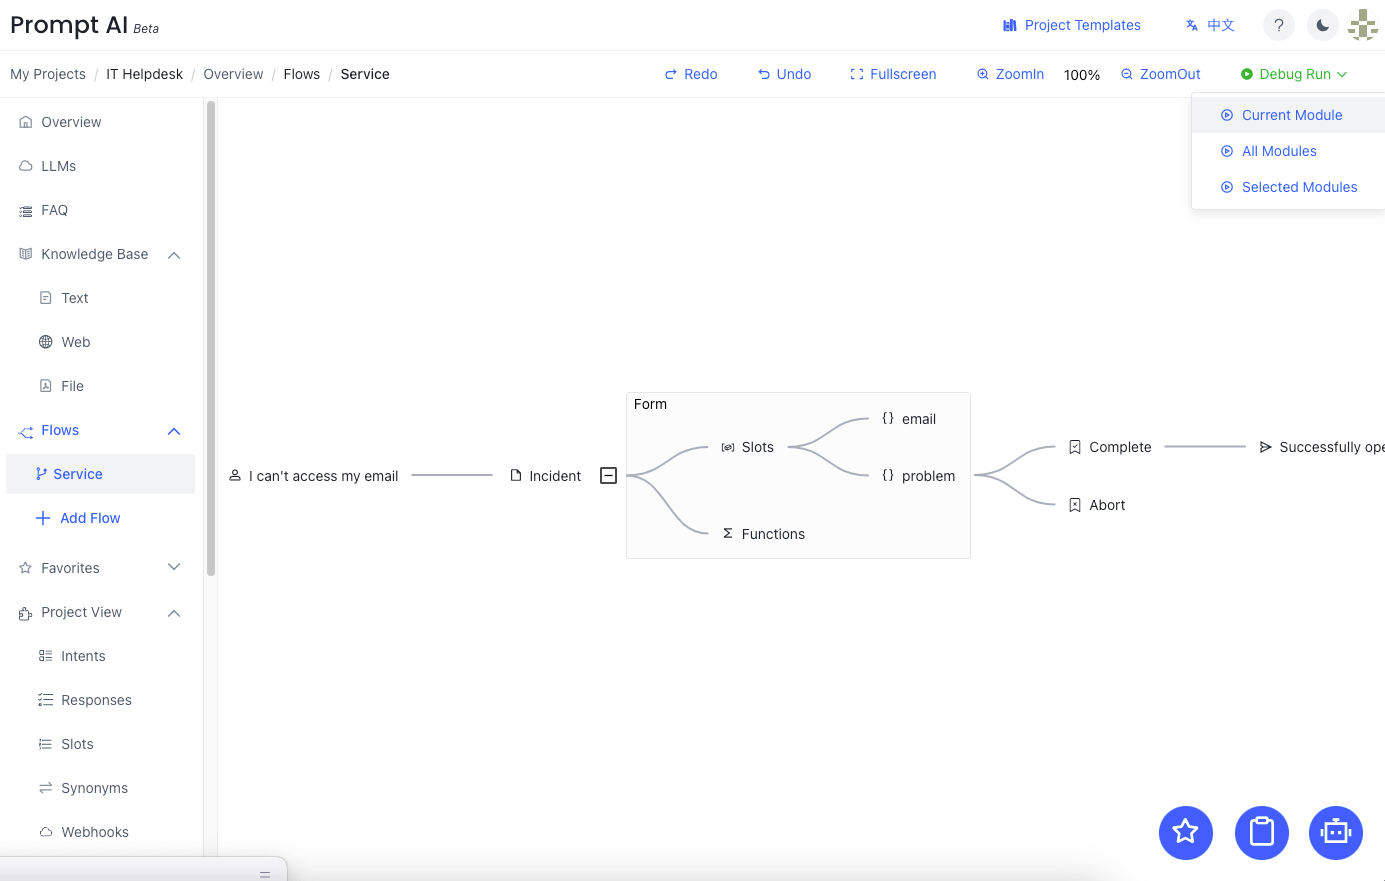 Prompt AI Beta
Project Templates
中文
?
My Projects / IT Helpdesk / Overview / Flows / Service
Redo
Undo
Fullscreen
ZoomIn
100%
ZoomOut
Debug Run
Current Module
All Modules
Selected Modules
Overview
LLMs
FAQ
Knowledge Base
Text
Web
File
Flows
Service
Add Flow
Favorites
Project View
Intents
Responses
Slots
Synonyms
Webhooks
I can't access my email
Incident
Form
Slots
email
problem
Functions
Complete
Abort
Successfully ope